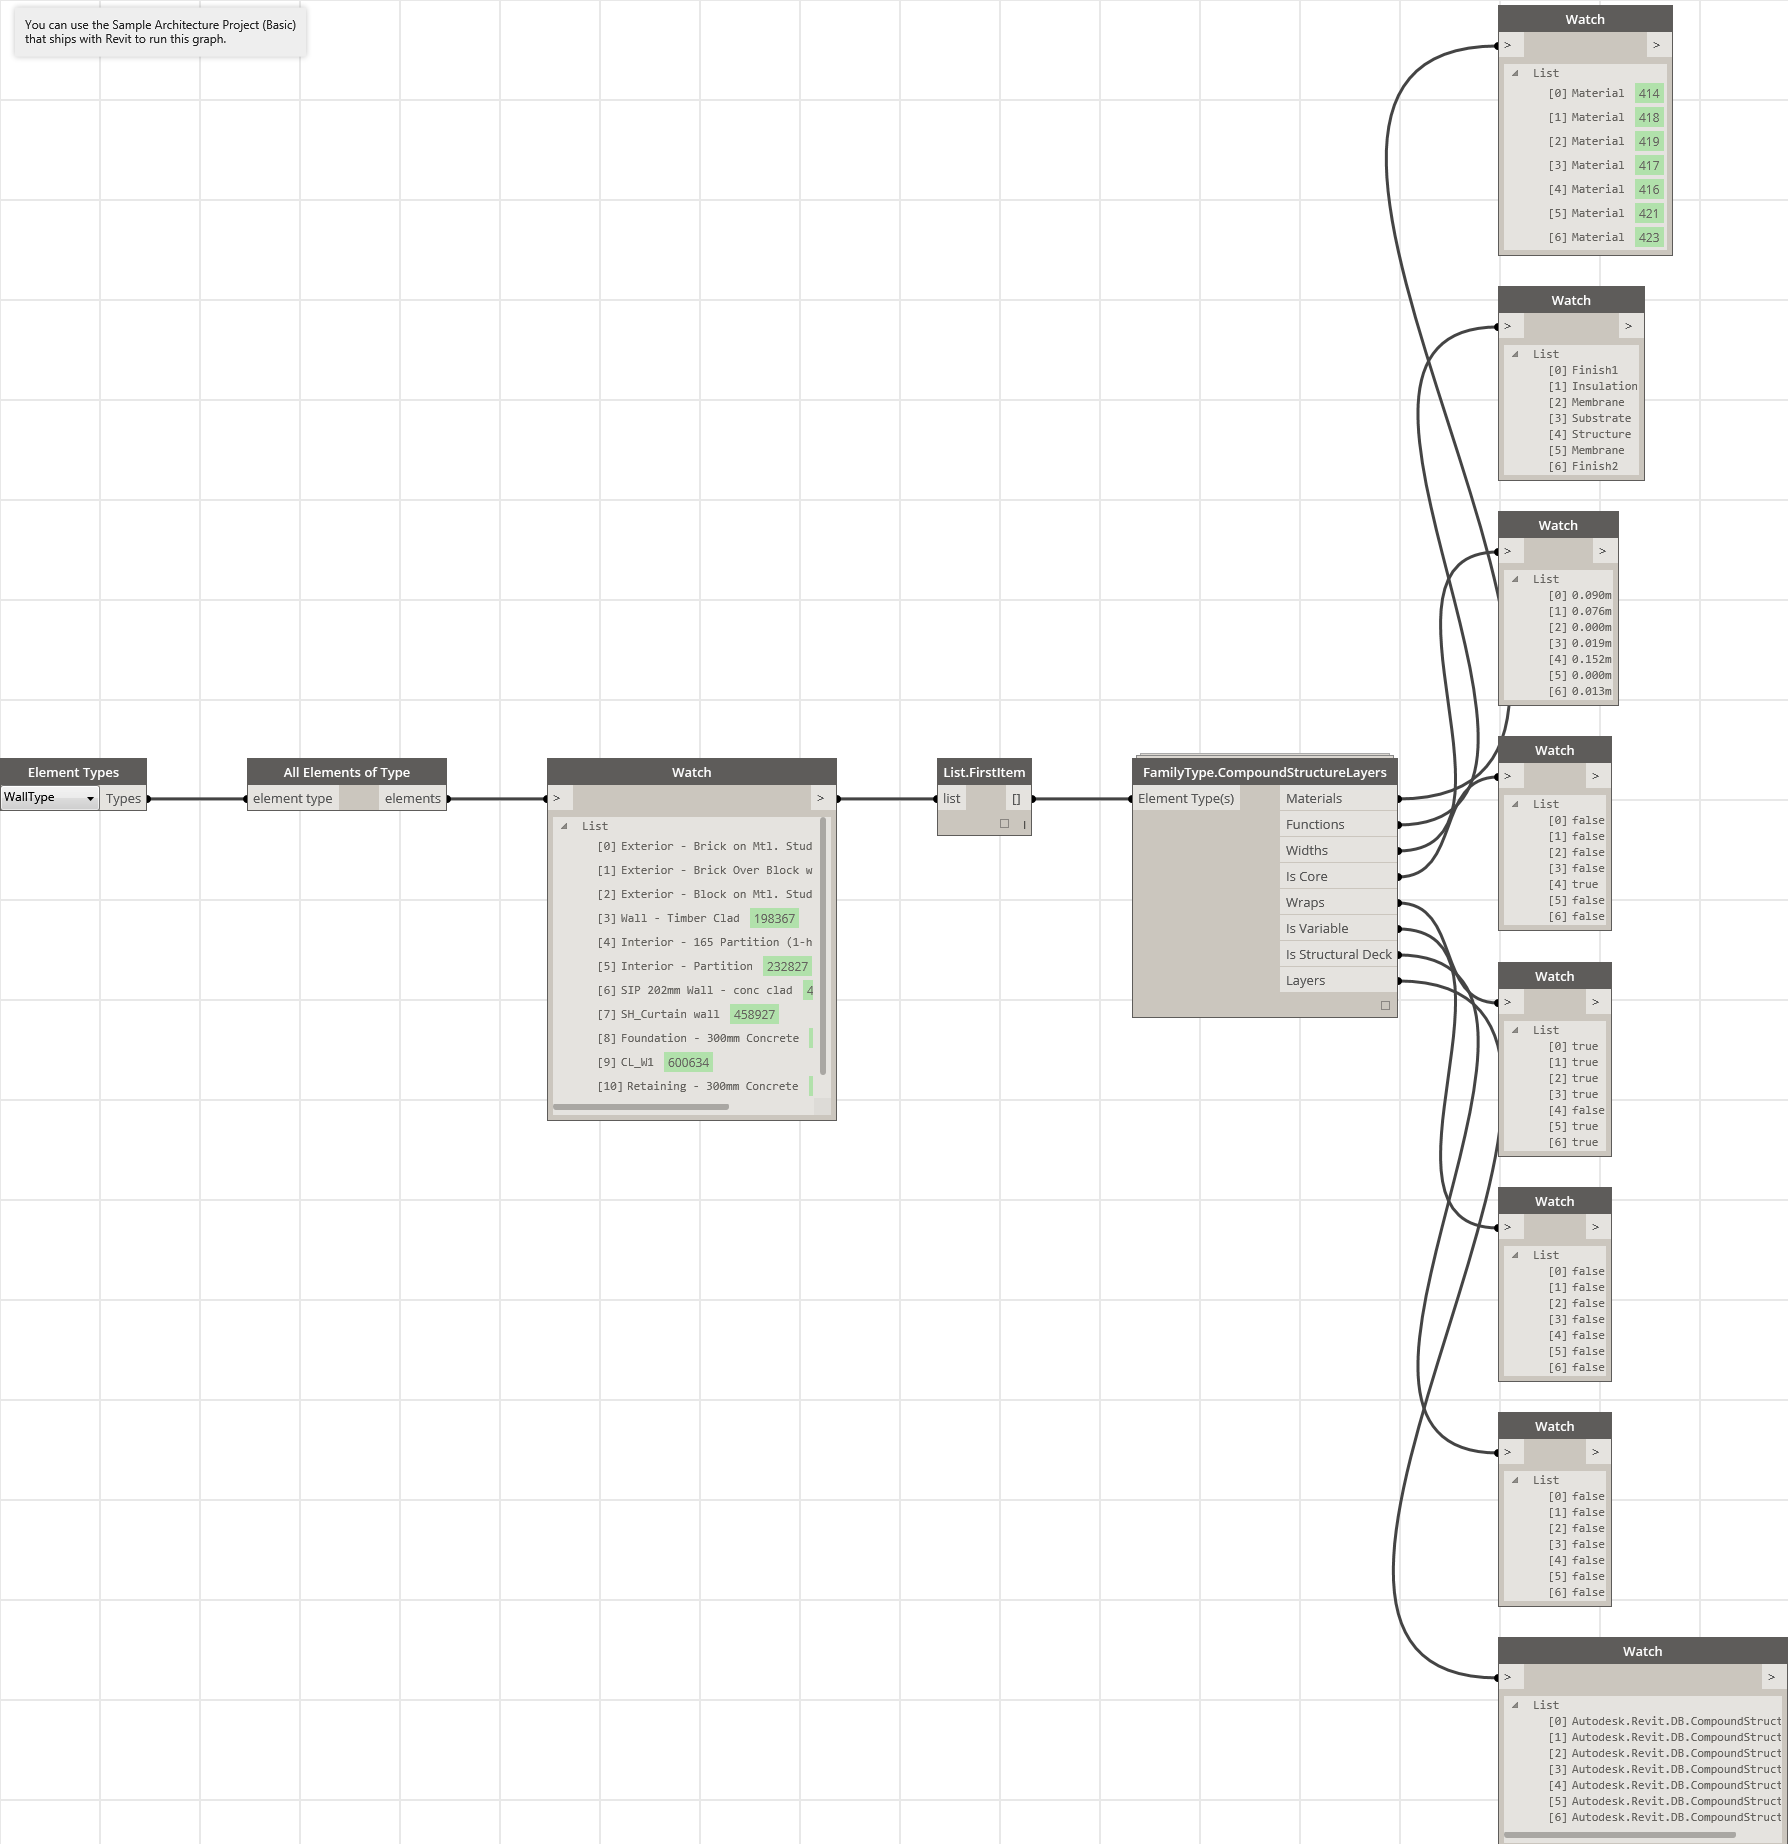 You can use the Sample Architecture Project (Basic)
that ships with Revit to run this graph.
Element Types
WallType
Types
All Elements of Type
element type
elements
Watch
>
>
List
[0] Exterior - Brick on Mtl. Stud
[1] Exterior - Brick Over Block w
[2] Exterior - Block on Mtl. Stud
[3] Wall - Timber Clad 198367
[4] Interior - 165 Partition (1-h
[5] Interior - Partition 232827
[6] SIP 202mm Wall - conc clad 4
[7] SH_Curtain wall 458927
[8] Foundation - 300mm Concrete
[9] CL_W1 600634
[10] Retaining - 300mm Concrete
List.FirstItem
list
[]
l
FamilyType.CompoundStructureLayers
Element Type(s)
Materials
Functions
Widths
Is Core
Wraps
Is Variable
Is Structural Deck
Layers
Watch
>
>
List
[0] Material 414
[1] Material 418
[2] Material 419
[3] Material 417
[4] Material 416
[5] Material 421
[6] Material 423
Watch
>
>
List
[0] Finish1
[1] Insulation
[2] Membrane
[3] Substrate
[4] Structure
[5] Membrane
[6] Finish2
Watch
>
>
List
[0] 0.090m
[1] 0.076m
[2] 0.000m
[3] 0.019m
[4] 0.152m
[5] 0.000m
[6] 0.013m
Watch
>
>
List
[0] false
[1] false
[2] false
[3] false
[4] true
[5] false
[6] false
Watch
>
>
List
[0] true
[1] true
[2] true
[3] true
[4] false
[5] true
[6] true
Watch
>
>
List
[0] false
[1] false
[2] false
[3] false
[4] false
[5] false
[6] false
Watch
>
>
List
[0] false
[1] false
[2] false
[3] false
[4] false
[5] false
[6] false
Watch
>
>
List
[0] Autodesk.Revit.DB.CompoundStruct
[1] Autodesk.Revit.DB.CompoundStruct
[2] Autodesk.Revit.DB.CompoundStruct
[3] Autodesk.Revit.DB.CompoundStruct
[4] Autodesk.Revit.DB.CompoundStruct
[5] Autodesk.Revit.DB.CompoundStruct
[6] Autodesk.Revit.DB.CompoundStruct